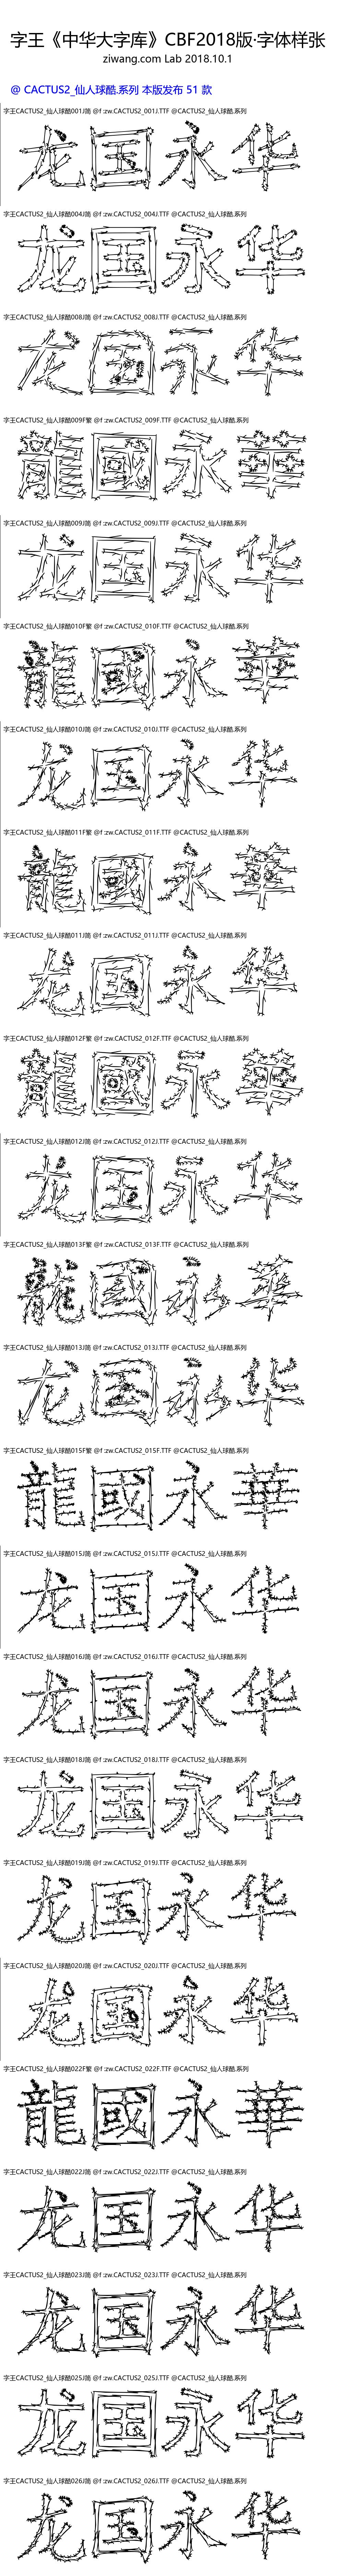 字王《中华大字库》CBF2018版·字体样张
ziwang.com Lab 2018.10.1
@ CACTUS2_仙人球酷.系列 本版发布 51 款
字王CACTUS2_仙人球酷001J简 @f :zw.CACTUS2_001J.TTF @CACTUS2_仙人球酷.系列
龙国永华
字王CACTUS2_仙人球酷004J简 @f :zw.CACTUS2_004J.TTF @CACTUS2_仙人球酷.系列
龙国永华
字王CACTUS2_仙人球酷008J简 @f :zw.CACTUS2_008J.TTF @CACTUS2_仙人球酷.系列
龙国永华
字王CACTUS2_仙人球酷009F繁 @f :zw.CACTUS2_009F.TTF @CACTUS2_仙人球酷.系列
龍國永華
字王CACTUS2_仙人球酷009J简 @f :zw.CACTUS2_009J.TTF @CACTUS2_仙人球酷.系列
龙国永华
字王CACTUS2_仙人球酷010F繁 @f :zw.CACTUS2_010F.TTF @CACTUS2_仙人球酷.系列
龍國永華
字王CACTUS2_仙人球酷010J简 @f :zw.CACTUS2_010J.TTF @CACTUS2_仙人球酷.系列
龙国永华
字王CACTUS2_仙人球酷011F繁 @f :zw.CACTUS2_011F.TTF @CACTUS2_仙人球酷.系列
龍國永華
字王CACTUS2_仙人球酷011J简 @f :zw.CACTUS2_011J.TTF @CACTUS2_仙人球酷.系列
龙国永华
字王CACTUS2_仙人球酷012F繁 @f :zw.CACTUS2_012F.TTF @CACTUS2_仙人球酷.系列
龍國永華
字王CACTUS2_仙人球酷012J简 @f :zw.CACTUS2_012J.TTF @CACTUS2_仙人球酷.系列
龙国永华
字王CACTUS2_仙人球酷013F繁 @f :zw.CACTUS2_013F.TTF @CACTUS2_仙人球酷.系列
龍國永華
字王CACTUS2_仙人球酷013J简 @f :zw.CACTUS2_013J.TTF @CACTUS2_仙人球酷.系列
龙国永华
字王CACTUS2_仙人球酷015F繁 @f :zw.CACTUS2_015F.TTF @CACTUS2_仙人球酷.系列
龍國永華
字王CACTUS2_仙人球酷015J简 @f :zw.CACTUS2_015J.TTF @CACTUS2_仙人球酷.系列
龙国永华
字王CACTUS2_仙人球酷016J简 @f :zw.CACTUS2_016J.TTF @CACTUS2_仙人球酷.系列
龙国永华
字王CACTUS2_仙人球酷018J简 @f :zw.CACTUS2_018J.TTF @CACTUS2_仙人球酷.系列
龙国永华
字王CACTUS2_仙人球酷019J简 @f :zw.CACTUS2_019J.TTF @CACTUS2_仙人球酷.系列
龙国永华
字王CACTUS2_仙人球酷020J简 @f :zw.CACTUS2_020J.TTF @CACTUS2_仙人球酷.系列
龙国永华
字王CACTUS2_仙人球酷022F繁 @f :zw.CACTUS2_022F.TTF @CACTUS2_仙人球酷.系列
龍國永華
字王CACTUS2_仙人球酷022J简 @f :zw.CACTUS2_022J.TTF @CACTUS2_仙人球酷.系列
龙国永华
字王CACTUS2_仙人球酷023J简 @f :zw.CACTUS2_023J.TTF @CACTUS2_仙人球酷.系列
龙国永华
字王CACTUS2_仙人球酷025J简 @f :zw.CACTUS2_025J.TTF @CACTUS2_仙人球酷.系列
龙国永华
字王CACTUS2_仙人球酷026J简 @f :zw.CACTUS2_026J.TTF @CACTUS2_仙人球酷.系列
龙国永华